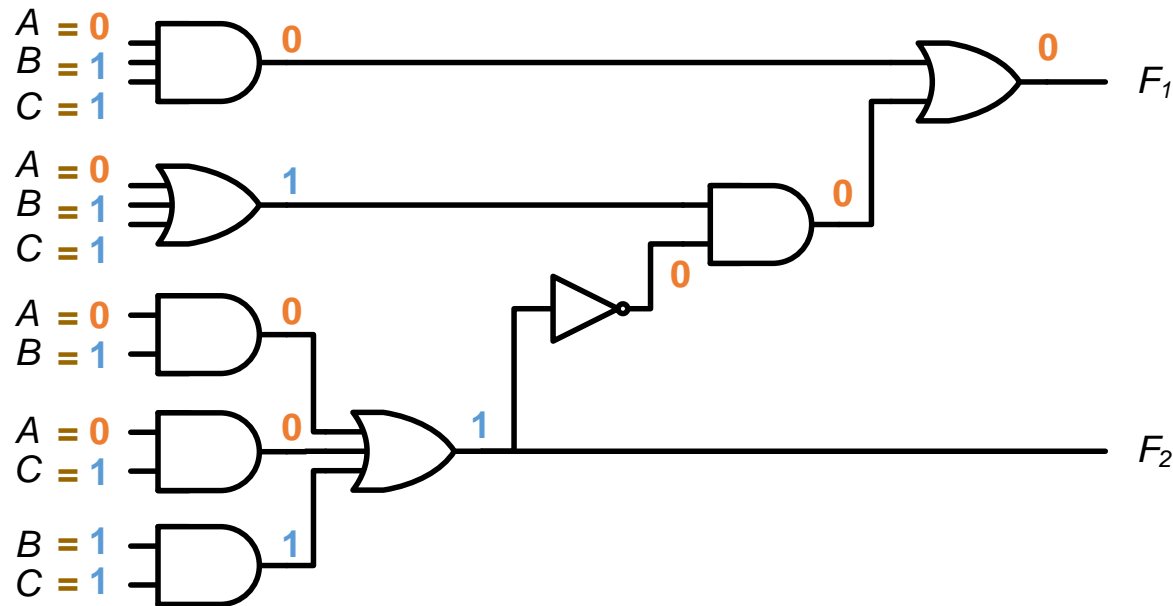 A = 0
B = 1
C = 1
0
0
F1
A = 0
B = 1
C = 1
1
0
0
A = 0
B = 1
0
A = 0
C = 1
0
1
F2
B = 1
C = 1
1